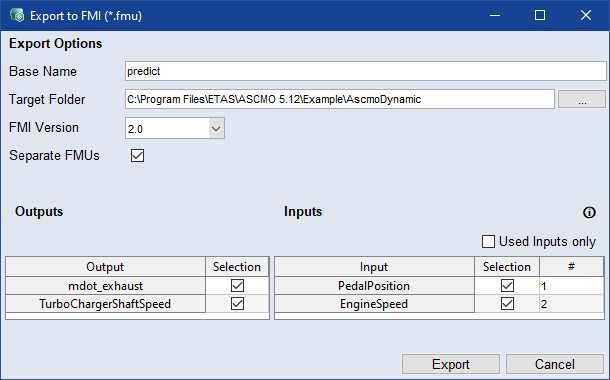 Export to FMI (*.fmu)
Export Options
Base Name predict
Target Folder C:\Program Files\ETAS\ASCMO 5.12\Example\AscmoDynamic ...
FMI Version 2.0
Separate FMUs
Outputs Inputs
Used Inputs only
Output Selection Input Selection #
mdot_exhaust PedalPosition 1
TurboChargerShaftSpeed EngineSpeed 2
Export Cancel